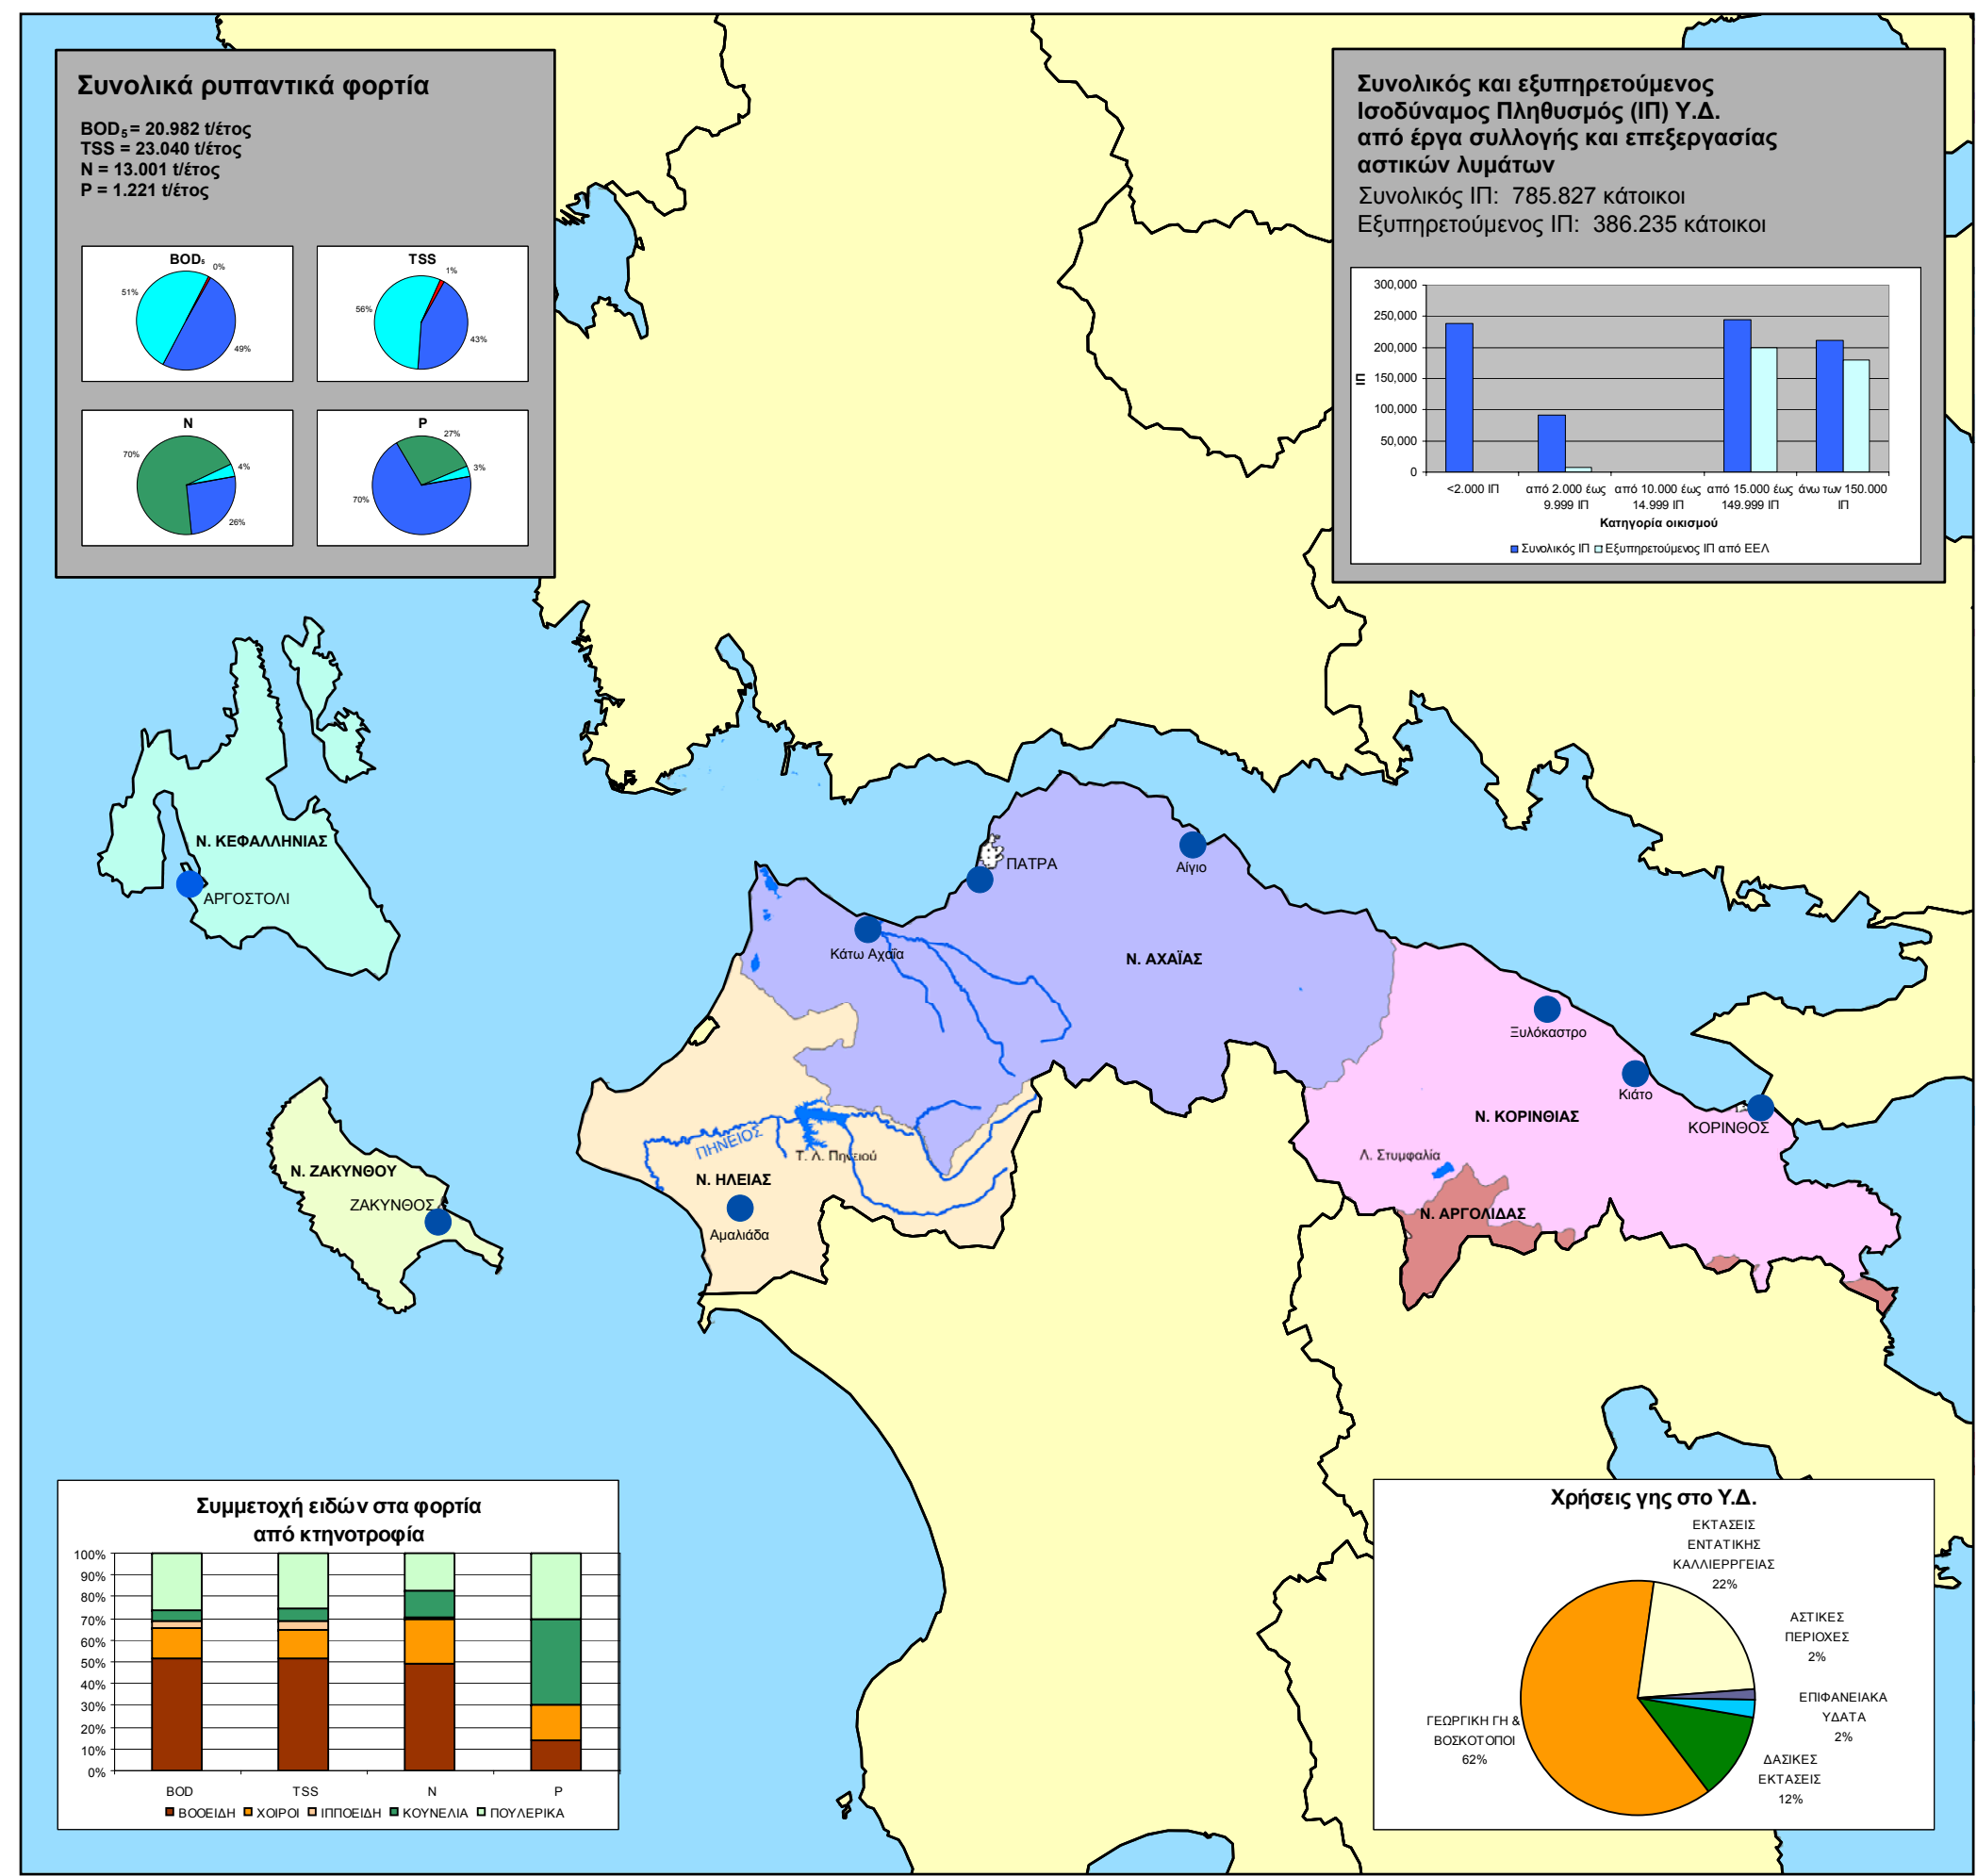 Συνολικά ρυπαντικά φορτία
BOD₅ = 20.982 t/έτος
TSS = 23.040 t/έτος
N = 13.001 t/έτος
P = 1.221 t/έτος
BOD₅
0%
51%
49%
TSS
1%
56%
43%
N
70%
4%
26%
P
27%
3%
70%
Συνολικός και εξυπηρετούμενος
Ισοδύναμος Πληθυσμός (ΙΠ) Υ.Δ.
από έργα συλλογής και επεξεργασίας
αστικών λυμάτων
Συνολικός ΙΠ: 785.827 κάτοικοι
Εξυπηρετούμενος ΙΠ: 386.235 κάτοικοι
300,000
250,000
200,000
150,000
100,000
50,000
0
ΙΠ
<2.000 ΙΠ
από 2.000 έως
9.999 ΙΠ
από 10.000 έως
14.999 ΙΠ
από 15.000 έως
149.999 ΙΠ
άνω των 150.000
ΙΠ
Κατηγορία οικισμού
Συνολικός ΙΠ
Εξυπηρετούμενος ΙΠ από ΕΕΛ
Ν. ΚΕΦΑΛΛΗΝΙΑΣ
ΑΡΓΟΣΤΟΛΙ
ΠΑΤΡΑ
Αίγιο
Κάτω Αχαΐα
Ν. ΑΧΑΪΑΣ
Ξυλόκαστρο
Κιάτο
Ν. ΚΟΡΙΝΘΙΑΣ
ΚΟΡΙΝΘΟΣ
ΠΗΝΕΙΟΣ
Τ. Λ. Πηνειού
Λ. Στυμφαλία
Ν. ΖΑΚΥΝΘΟΥ
ΖΑΚΥΝΘΟΣ
Ν. ΗΛΕΙΑΣ
Αμαλιάδα
Ν. ΑΡΓΟΛΙΔΑΣ
Συμμετοχή ειδών στα φορτία
από κτηνοτροφία
100%
90%
80%
70%
60%
50%
40%
30%
20%
10%
0%
BOD
TSS
N
P
ΒΟΟΕΙΔΗ
ΧΟΙΡΟΙ
ΙΠΠΟΕΙΔΗ
ΚΟΥΝΕΛΙΑ
ΠΟΥΛΕΡΙΚΑ
Χρήσεις γης στο Υ.Δ.
ΕΚΤΑΣΕΙΣ
ΕΝΤΑΤΙΚΗΣ
ΚΑΛΛΙΕΡΡΓΕΙΑΣ
22%
ΑΣΤΙΚΕΣ
ΠΕΡΙΟΧΕΣ
2%
ΕΠΙΦΑΝΕΙΑΚΑ
ΥΔΑΤΑ
2%
ΔΑΣΙΚΕΣ
ΕΚΤΑΣΕΙΣ
12%
ΓΕΩΡΓΙΚΗ ΓΗ &
ΒΟΣΚΟΤΟΠΟΙ
62%